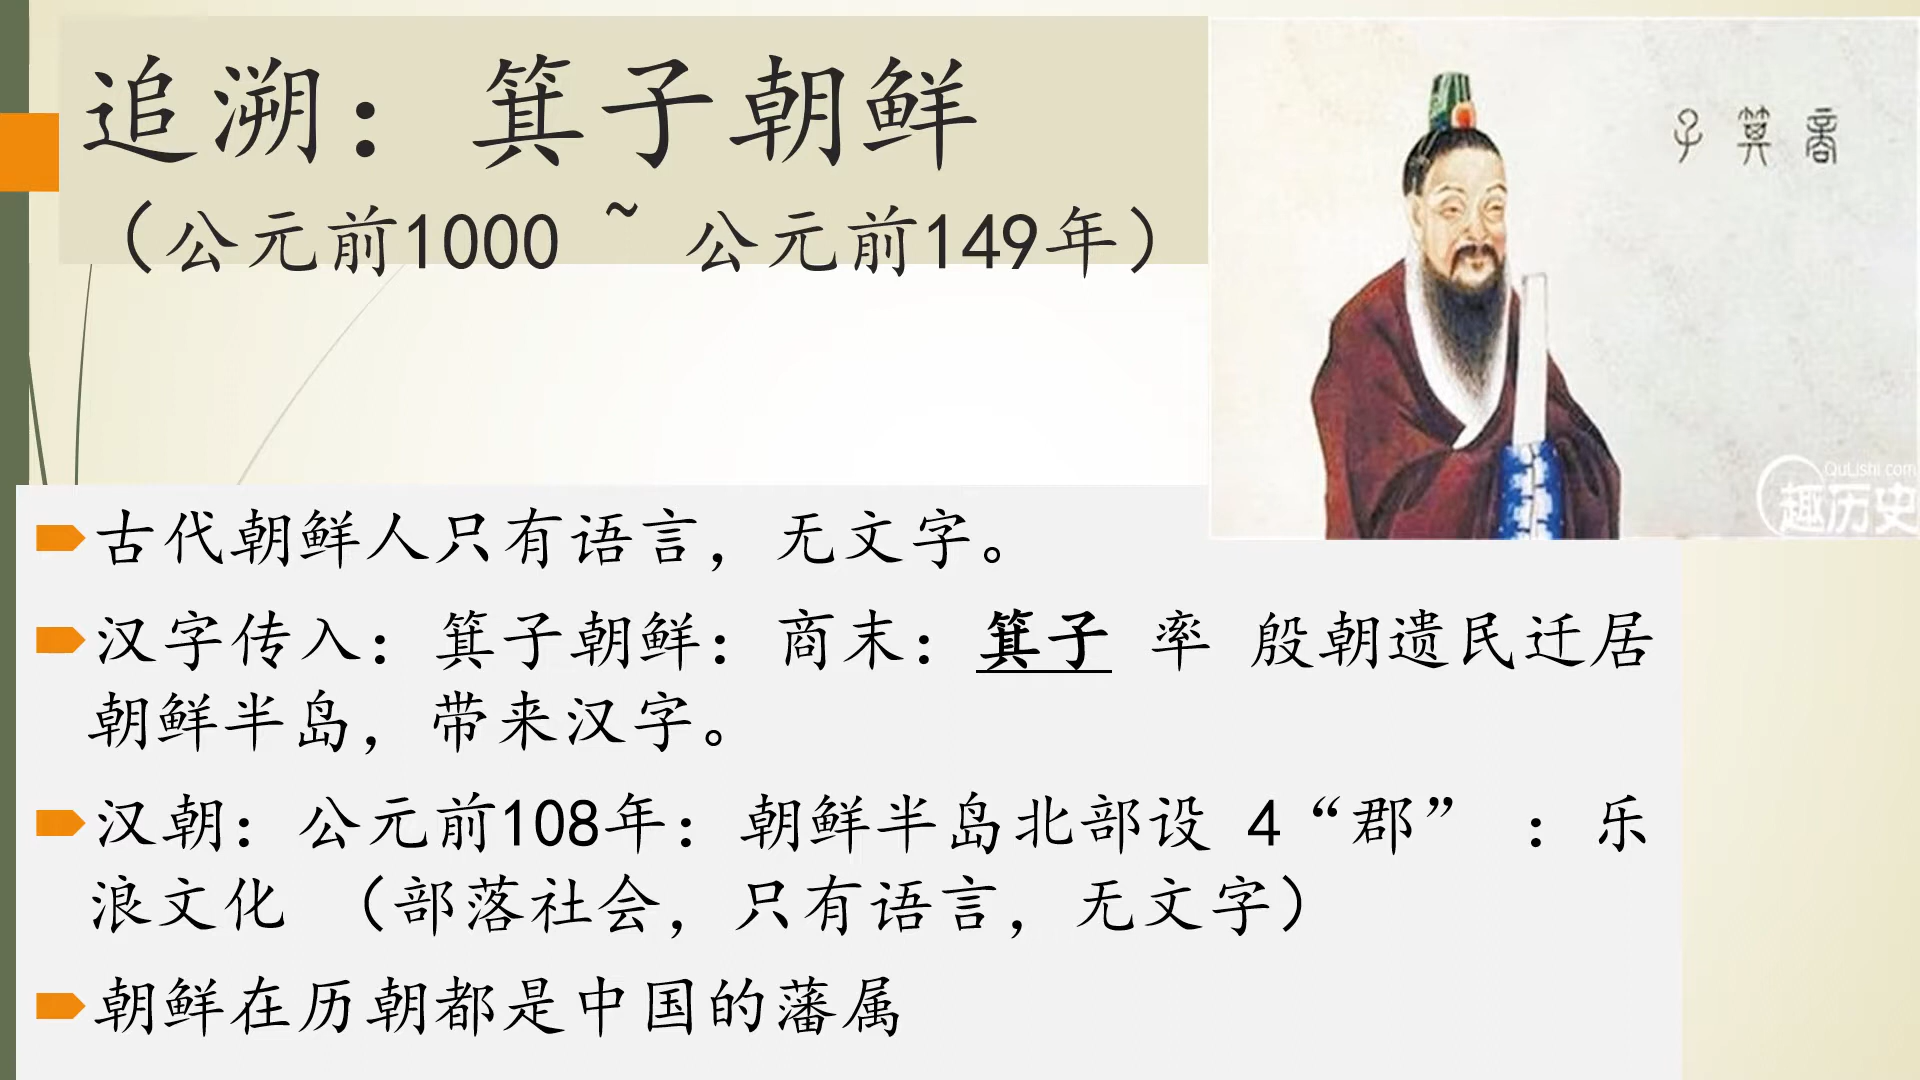 追溯：箕子朝鲜
（公元前1000 ~ 公元前149年）
子箕商
QuLishi.com
趣历史
古代朝鲜人只有语言，无文字。
汉字传入：箕子朝鲜：商末：箕子 率 殷朝遗民迁居
朝鲜半岛，带来汉字。
汉朝：公元前108年：朝鲜半岛北部设 4“郡” ：乐
浪文化 （部落社会，只有语言，无文字）
朝鲜在历朝都是中国的藩属